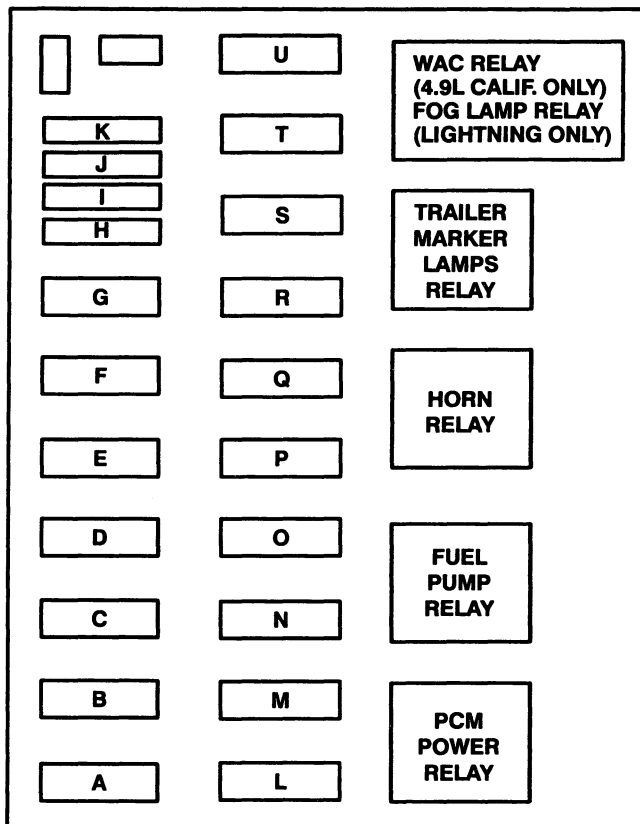 U
WAC RELAY
(4.9L CALIF. ONLY)
FOG LAMP RELAY
(LIGHTNING ONLY)
K
T
J
I
S
TRAILER
MARKER
LAMPS
RELAY
H
G
R
F
Q
HORN
RELAY
E
P
D
O
FUEL
PUMP
RELAY
C
N
B
M
PCM
POWER
RELAY
A
L